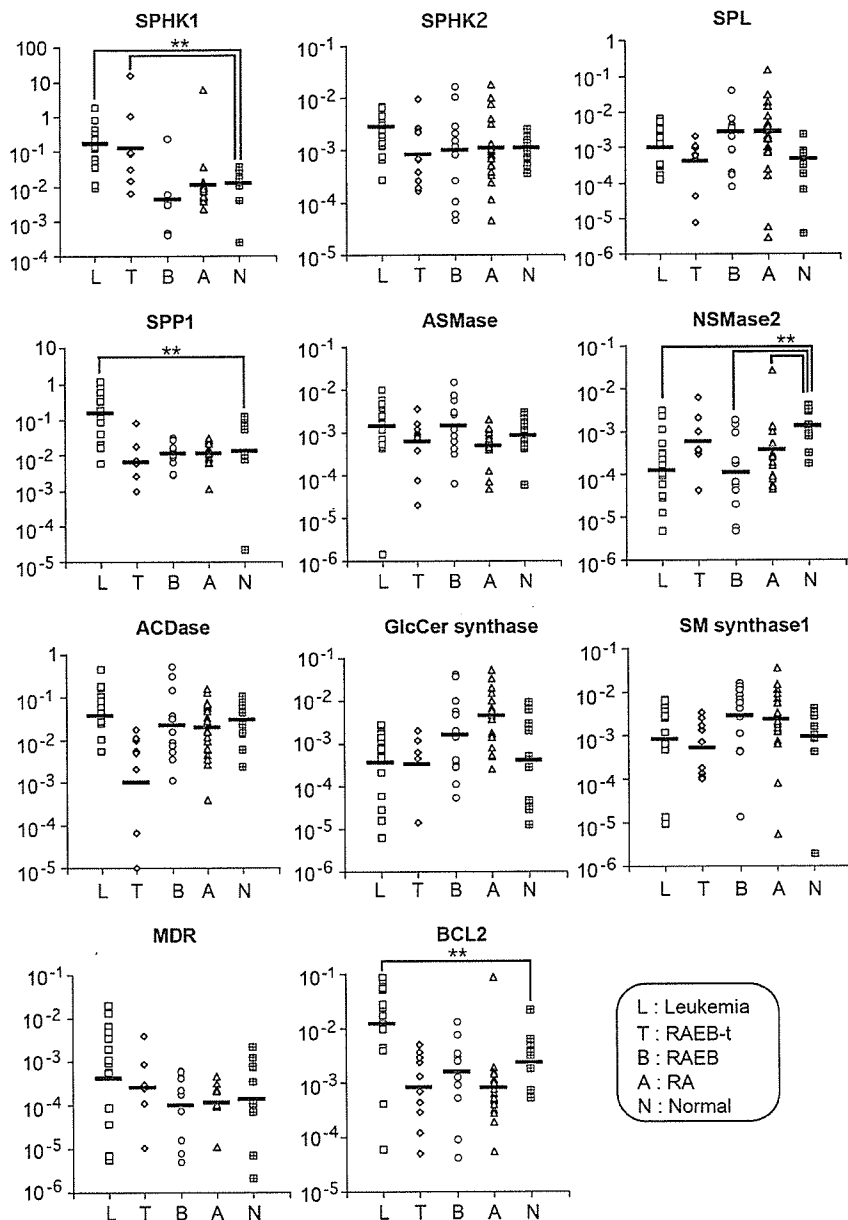 SPHK1
SPHK2
SPL
**
100
10
1
10-1
10-2
10-3
10-4
L T B A N
10-1
10-2
10-3
10-4
10-5
L T B A N
1
10-1
10-2
10-3
10-4
10-5
10-6
L T B A N
SPP1
ASMase
NSMase2
**
10
1
10-1
10-2
10-3
10-4
10-5
L T B A N
10-1
10-2
10-3
10-4
10-5
10-6
L T B A N
**
10-1
10-2
10-3
10-4
10-5
10-6
L T B A N
ACDase
GlcCer synthase
SM synthase1
1
10-1
10-2
10-3
10-4
10-5
L T B A N
10-1
10-2
10-3
10-4
10-5
10-6
L T B A N
10-1
10-2
10-3
10-4
10-5
10-6
L T B A N
MDR
BCL2
10-1
10-2
10-3
10-4
10-5
10-6
L T B A N
**
10-1
10-2
10-3
10-4
10-5
L T B A N
L : Leukemia
T : RAEB-t
B : RAEB
A : RA
N : Normal